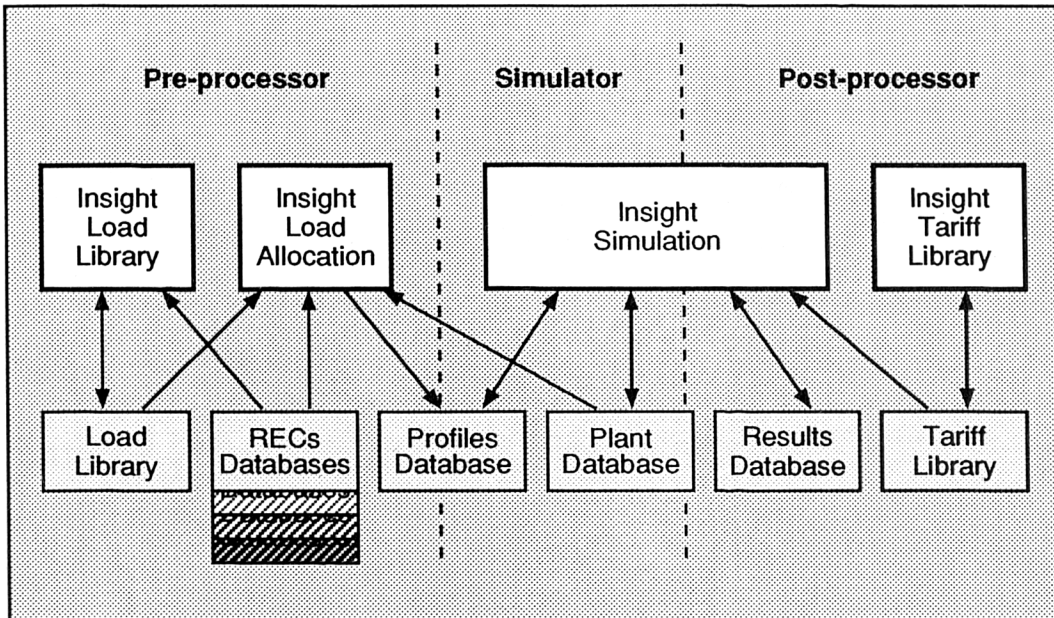 Pre-processor
Simulator
Post-processor
Insight
Load
Library
Insight
Load
Allocation
Insight
Simulation
Insight
Tariff
Library
Load
Library
RECs
Databases
Profiles
Database
Plant
Database
Results
Database
Tariff
Library